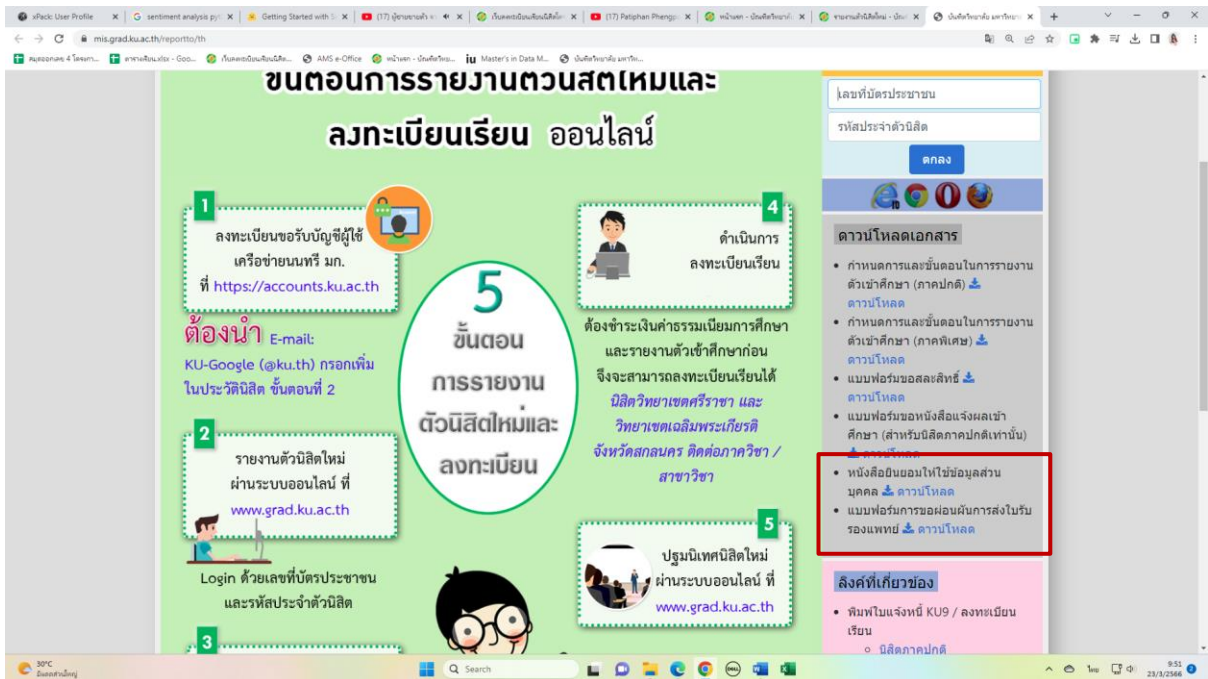 sPack: User Profile
sentiment analysis pyt
Getting Started with S
(17)
(17) Patiphan Phengp
mis.grad.ku.ac.th/reportto/th
AMS e-Office
Master's in Data M...
ขั้นตอนการรายงานตัวนิสิตใหม่และ
ลงทะเบียนเรียน ออนไลน์
1
ลงทะเบียนขอรับบัญชีผู้ใช้
เครือข่ายนนทรี มก.
ที่ https://accounts.ku.ac.th
ต้องนำ E-mail:
KU-Google (@ku.th) กรอกเพิ่ม
ในประวัตินิสิต ขั้นตอนที่ 2
2
รายงานตัวนิสิตใหม่
ผ่านระบบออนไลน์ ที่
www.grad.ku.ac.th
Login ด้วยเลขที่บัตรประชาชน
และรหัสประจำตัวนิสิต
3
5
ขั้นตอน
การรายงาน
ตัวนิสิตใหม่และ
ลงทะเบียน
4
ดำเนินการ
ลงทะเบียนเรียน
ต้องชำระเงินค่าธรรมเนียมการศึกษา
และรายงานตัวเข้าศึกษาก่อน
จึงจะสามารถลงทะเบียนเรียนได้
นิสิตวิทยาเขตศรีราชา และ
วิทยาเขตเฉลิมพระเกียรติ
จังหวัดสกลนคร ติดต่อภาควิชา /
สาขาวิชา
5
ปฐมนิเทศนิสิตใหม่
ผ่านระบบออนไลน์ ที่
www.grad.ku.ac.th
เลขที่บัตรประชาชน
รหัสประจำตัวนิสิต
ตกลง
ดาวน์โหลดเอกสาร
กำหนดการและขั้นตอนในการรายงาน
ตัวเข้าศึกษา (ภาคปกติ)
ดาวน์โหลด
กำหนดการและขั้นตอนในการรายงาน
ตัวเข้าศึกษา (ภาคพิเศษ)
ดาวน์โหลด
แบบฟอร์มขอสละสิทธิ์
ดาวน์โหลด
แบบฟอร์มขอหนังสือแจ้งผลเข้า
ศึกษา (สำหรับนิสิตภาคปกติเท่านั้น)
ดาวน์โหลด
หนังสือยินยอมให้ใช้ข้อมูลส่วน
บุคคล ดาวน์โหลด
แบบฟอร์มการขอผ่อนผันการส่งใบรับ
รองแพทย์ ดาวน์โหลด
ลิงค์ที่เกี่ยวข้อง
พิมพ์ใบแจ้งหนี้ KU9 / ลงทะเบียน
เรียน
นิสิตภาคปกติ
30°C
มีแดดส่วนใหญ่
Search
ไทย
9:51
23/3/2566